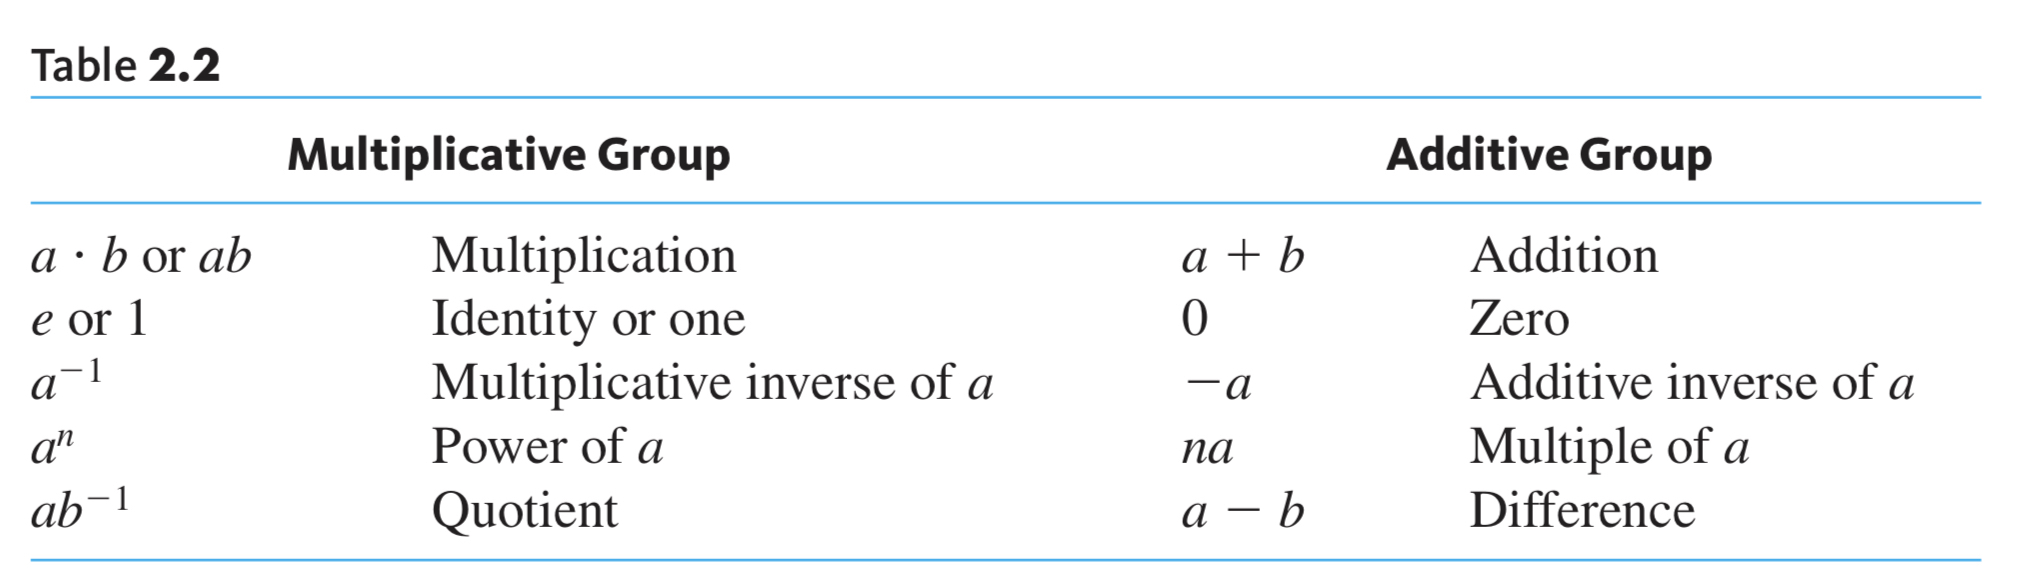 Table 2.2
Multiplicative Group Additive Group
a · b or ab Multiplication a + b Addition
e or 1 Identity or one 0 Zero
a⁻¹ Multiplicative inverse of a −a Additive inverse of a
aⁿ Power of a na Multiple of a
ab⁻¹ Quotient a − b Difference